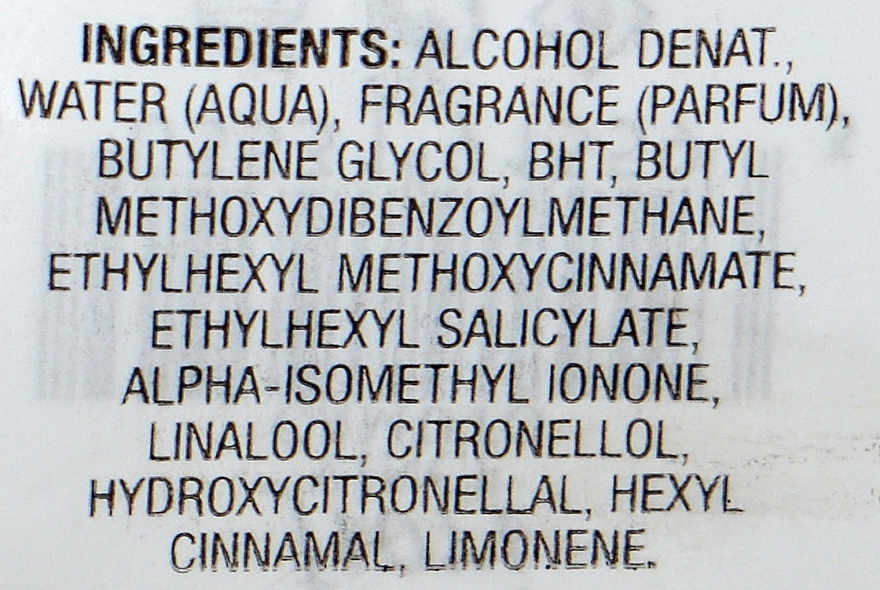 INGREDIENTS: ALCOHOL DENAT.,
WATER (AQUA), FRAGRANCE (PARFUM),
BUTYLENE GLYCOL, BHT, BUTYL
METHOXYDIBENZOYLMETHANE,
ETHYLHEXYL METHOXYCINNAMATE,
ETHYLHEXYL SALICYLATE,
ALPHA-ISOMETHYL IONONE,
LINALOOL, CITRONELLOL,
HYDROXYCITRONELLAL, HEXYL
CINNAMAL, LIMONENE.